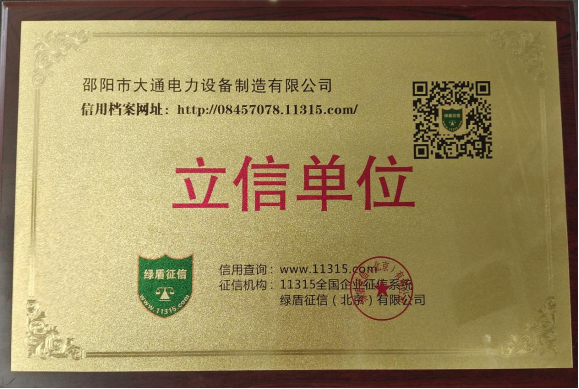 邵阳市大通电力设备制造有限公司
信用档案网址：http://08457078.11315.com/
立信单位
绿盾征信
www.11315.com
信用查询：www.11315.com
征信机构：11315全国企业征信系统
绿盾征信（北京）有限公司